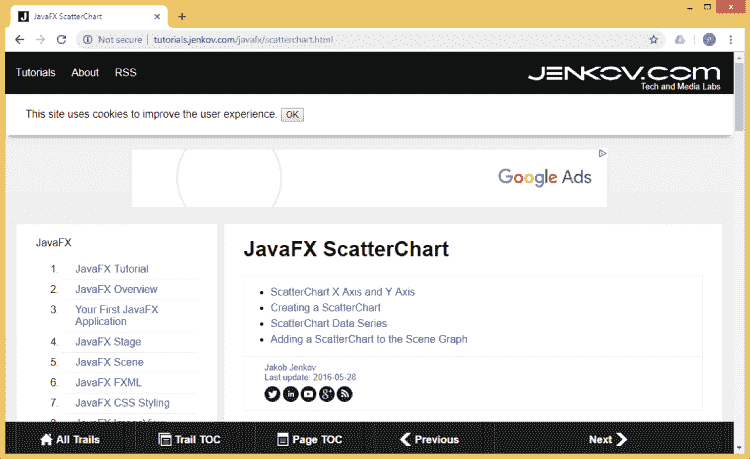 JavaFX ScatterChart
Not secure | tutorials.jenkov.com/javafx/scatterchart.html
Tutorials About RSS
JENKOV.COM
Tech and Media Labs
This site uses cookies to improve the user experience. OK
Google Ads
JavaFX
1. JavaFX Tutorial
2. JavaFX Overview
3. Your First JavaFX
Application
4. JavaFX Stage
5. JavaFX Scene
6. JavaFX FXML
7. JavaFX CSS Styling
JavaFX ScatterChart
ScatterChart X Axis and Y Axis
Creating a ScatterChart
ScatterChart Data Series
Adding a ScatterChart to the Scene Graph
Jakob Jenkov
Last update: 2016-05-28
All Trails Trail TOC Page TOC Previous Next